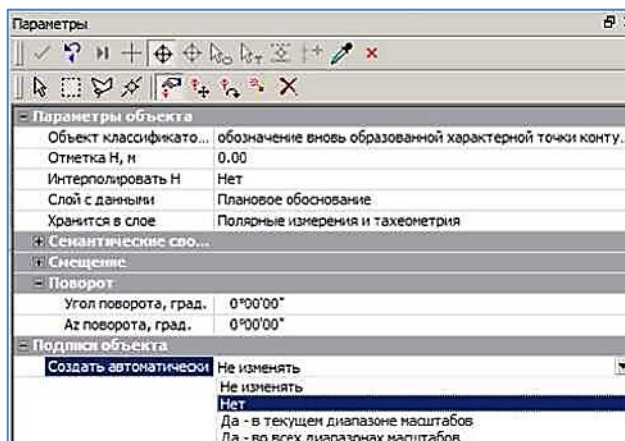 Параметры
Параметры объекта
Объект классификато... обозначение вновь образованной характерной точки конту...
Отметка H, м 0.00
Интерполировать H Нет
Слой с данными Плановое обоснование
Хранится в слое Полярные измерения и тахеометрия
Семантические сво...
Смещение
Поворот
Угол поворота, град. 0°00'00"
Az поворота, град. 0°00'00"
Подписи объекта
Создать автоматически Не изменять
Не изменять
Нет
Да - в текущем диапазоне масштабов
Да - во всех диапазонах масштабов